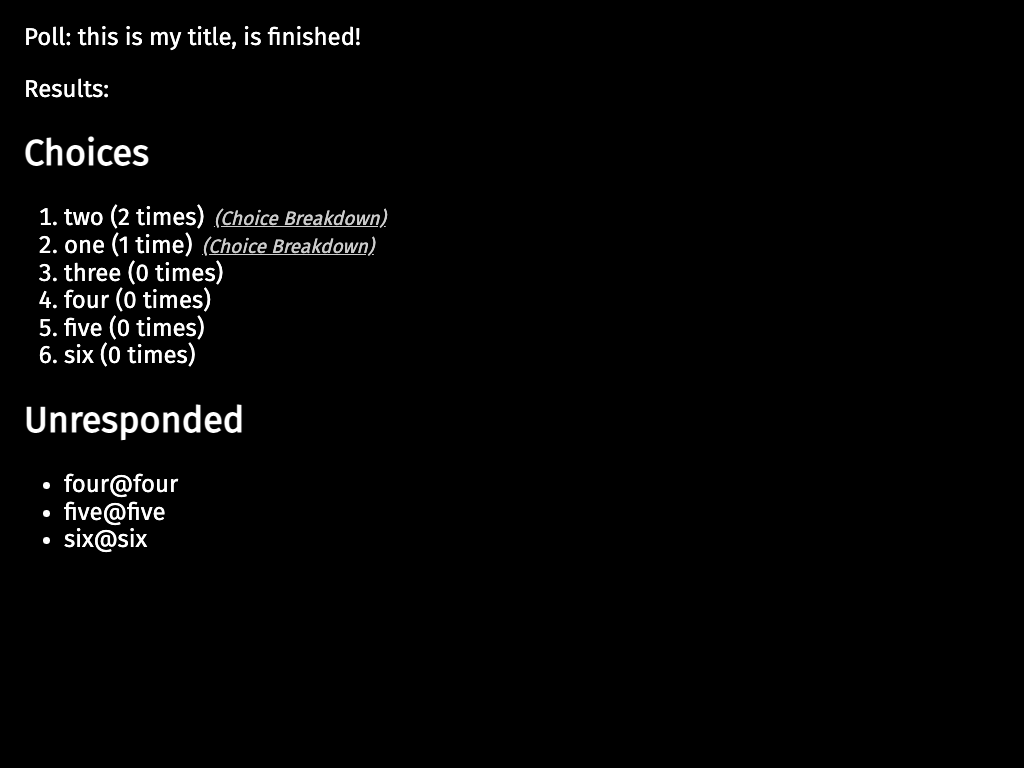 Poll: this is my title, is finished!
Results:
Choices
1. two (2 times) (Choice Breakdown)
2. one (1 time) (Choice Breakdown)
3. three (0 times)
4. four (0 times)
5. five (0 times)
6. six (0 times)
Unresponded
• four@four
• five@five
• six@six